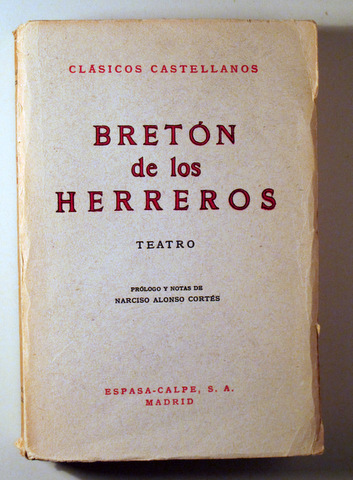 CLÁSICOS CASTELLANOS
BRETÓN
de los
HERREROS
TEATRO
PRÓLOGO Y NOTAS DE
NARCISO ALONSO CORTÉS
ESPASA-CALPE, S. A.
MADRID